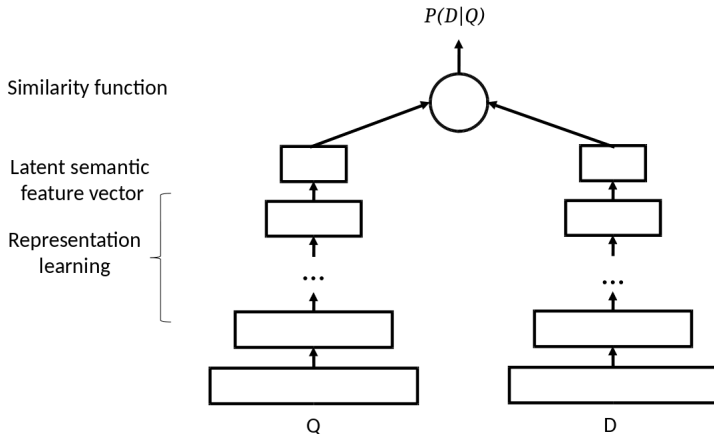 P(D|Q)
Similarity function
Latent semantic
feature vector
Representation
learning
...
...
Q
D